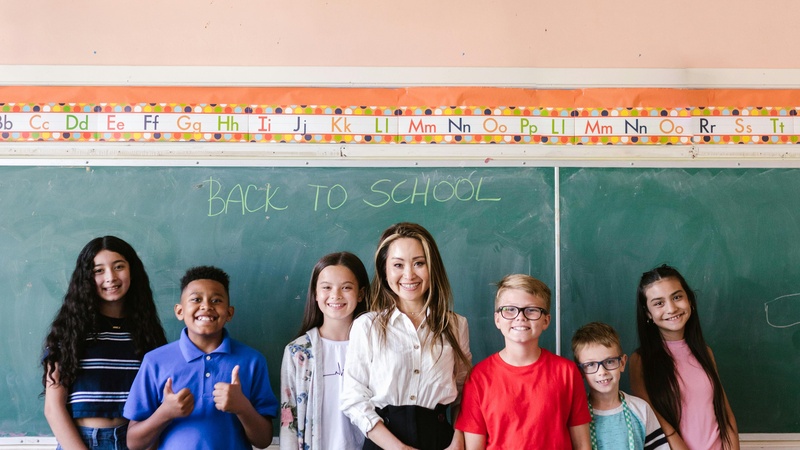 Bb Cc Dd Ee Ff Gg Hh Ii Jj Kk Ll Mm Nn Oo Pp Ll Mm Nn Oo Rr Ss Tt
BACK TO SCHOOL